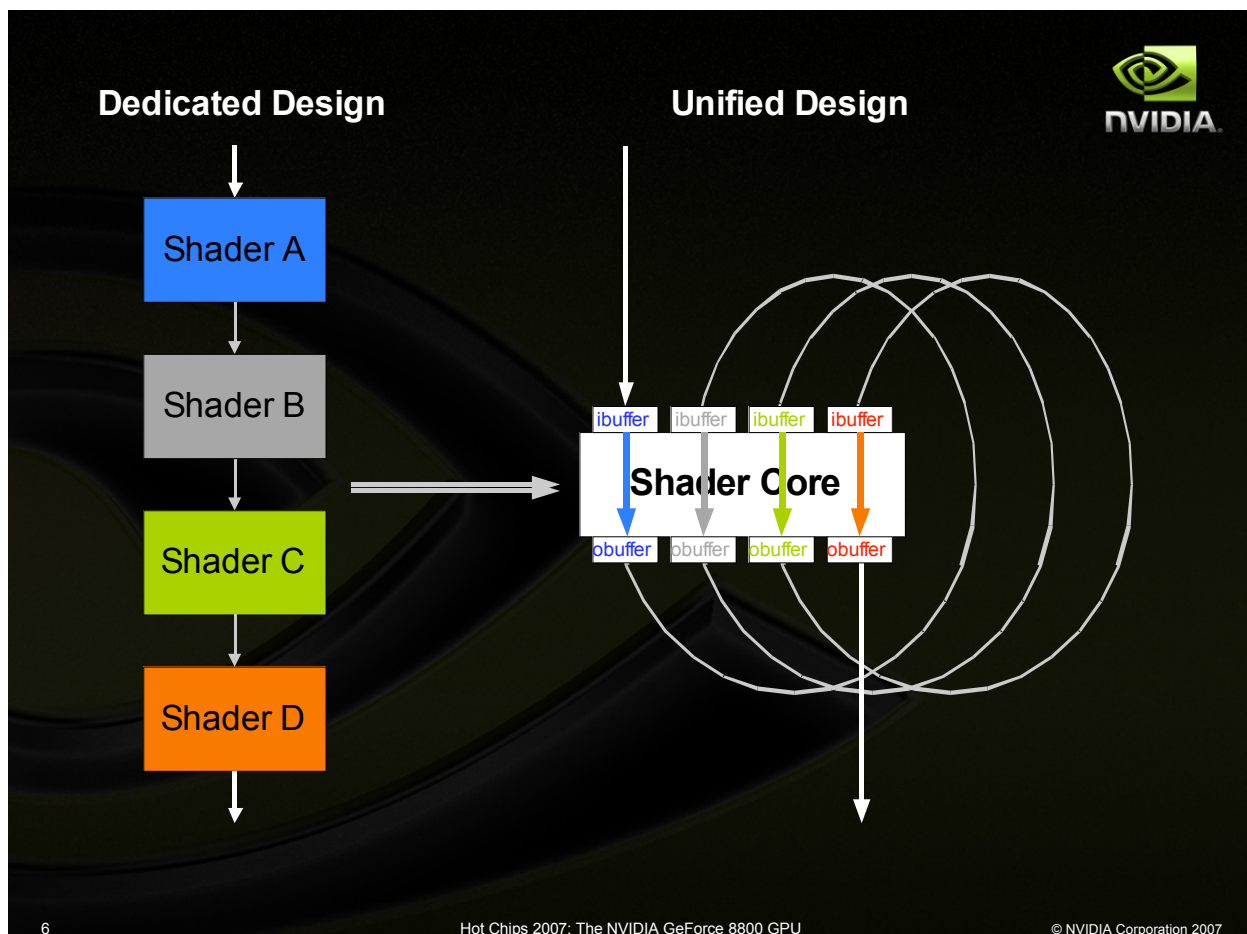 Dedicated Design
Unified Design
NVIDIA.
Shader A
Shader B
Shader C
Shader D
ibuffer ibuffer ibuffer ibuffer
Shader Core
obuffer obuffer obuffer obuffer
6
Hot Chips 2007: The NVIDIA GeForce 8800 GPU
© NVIDIA Corporation 2007